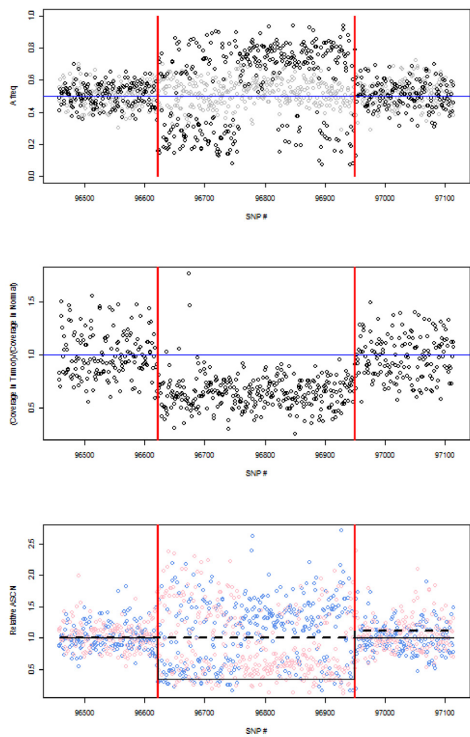 A freq
0.0 0.2 0.4 0.6 0.8 1.0
96500 96600 96700 96800 96900 97000 97100
SNP #
(Coverage in Tumor)/(Coverage in Normal)
0.5 1.0 1.5
96500 96600 96700 96800 96900 97000 97100
SNP #
Relative ASCN
0.5 1.0 1.5 2.0 2.5
96500 96600 96700 96800 96900 97000 97100
SNP #